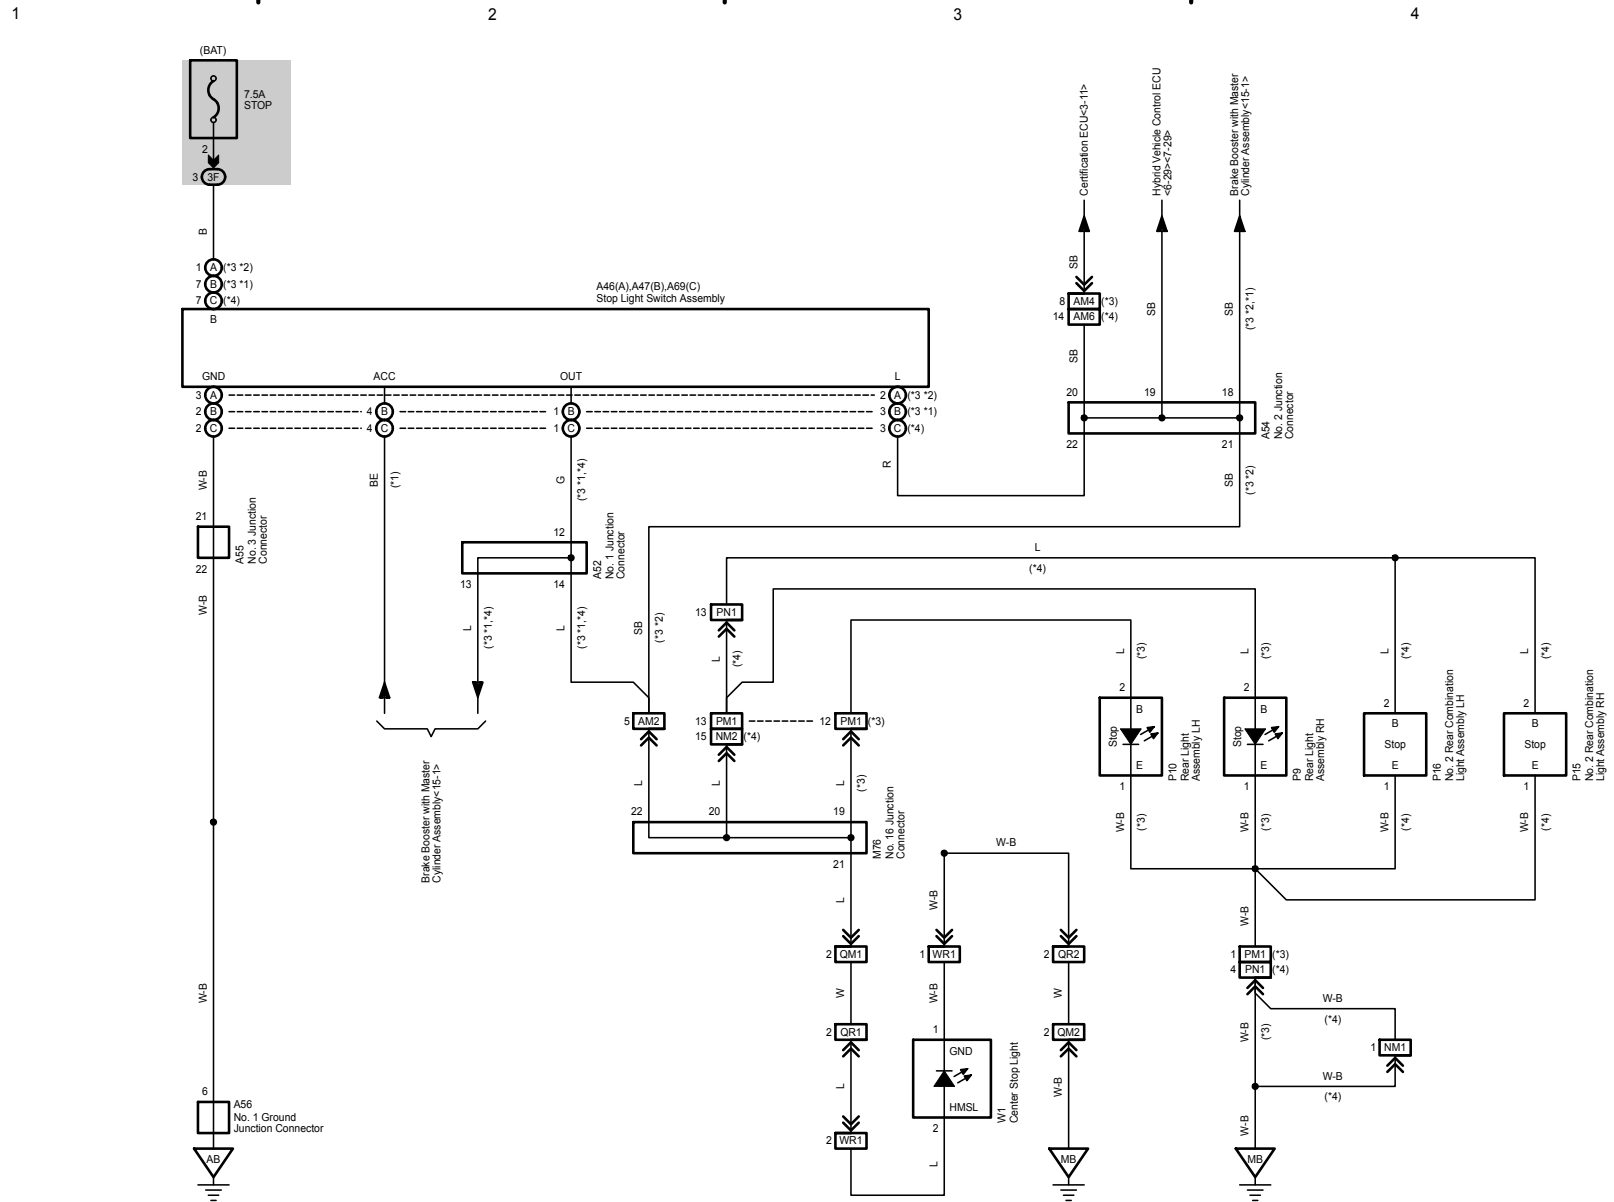 1
2
3
4
(BAT)
7.5A
STOP
2
3
3F
B
1 A (*3 *2)
7 B (*3 *1)
7 C (*4)
B
A46(A),A47(B),A69(C)
Stop Light Switch Assembly
GND
ACC
OUT
L
3 A
2 A (*3 *2)
2 B
4 B
1 B
3 B (*3 *1)
2 C
4 C
1 C
3 C (*4)
W-B
BE
(*1)
G
(*3 *1,*4)
R
21
A55
No. 3 Junction
Connector
22
W-B
12
A52
No. 1 Junction
Connector
13
14
L
(*3 *1,*4)
L
(*3 *1,*4)
Brake Booster with Master
Cylinder Assembly<15-1>
W-B
6
A56
No. 1 Ground
Junction Connector
AB
Certification ECU<3-11>
Hybrid Vehicle Control ECU
<6-29><7-29>
Brake Booster with Master
Cylinder Assembly<15-1>
SB
8 AM4 (*3)
14 AM6 (*4)
SB
SB
SB
(*3 *2,*1)
20
19
18
A54
No. 2 Junction
Connector
22
21
SB
(*3 *2)
L
(*4)
13 PN1
SB
(*3 *2)
L
(*4)
5 AM2
13 PM1
15 NM2 (*4)
12 PM1 (*3)
L
L
L
(*3)
22
20
19
M76
No. 16 Junction
Connector
21
L
2 QM1
W
2 QR1
L
2 WR1
W-B
W-B
1 WR1
W-B
1
GND
HMSL
W1
Center Stop Light
2
L
2 QR2
W
2 QM2
W-B
MB
L
(*3)
L
(*3)
L
(*4)
L
(*4)
2
B
Stop
E
P10
Rear Light
Assembly LH
1
2
B
Stop
E
P9
Rear Light
Assembly RH
1
2
B
Stop
E
P16
No. 2 Rear Combination
Light Assembly LH
1
2
B
Stop
E
P15
No. 2 Rear Combination
Light Assembly RH
1
W-B
(*3)
W-B
(*3)
W-B
(*4)
W-B
(*4)
W-B
1 PM1 (*3)
4 PN1 (*4)
W-B
(*4)
W-B
(*3)
1 NM1
W-B
(*4)
W-B
MB